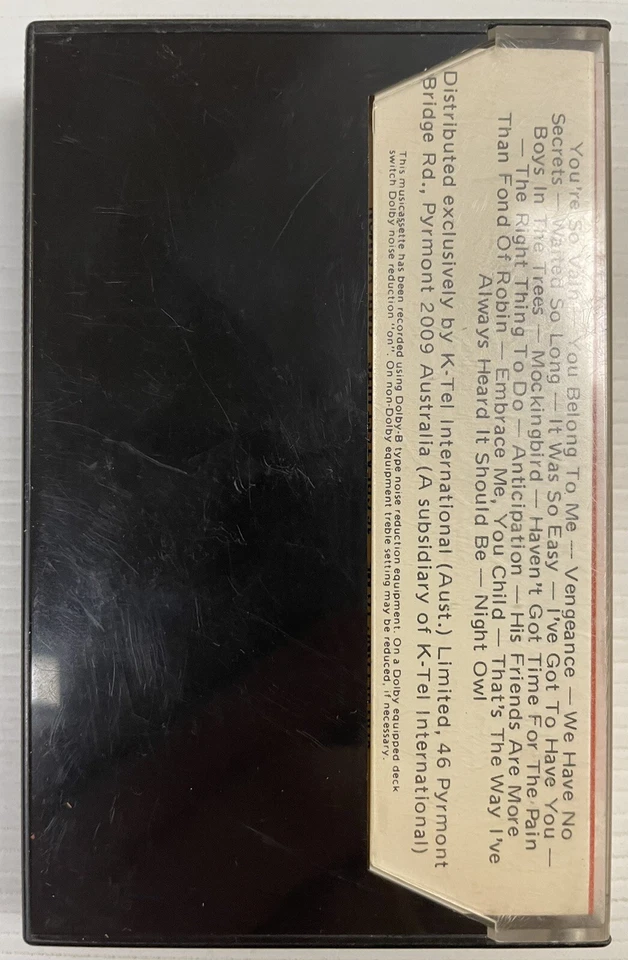 You're So Vain — You Belong To Me — Vengeance — We Have No
Secrets — Waited So Long — It Was So Easy — I've Got To Have You —
Boys In The Trees — Mockingbird — Haven't Got Time For The Pain
— The Right Thing To Do — Anticipation — His Friends Are More
Than Fond Of Robin — Embrace Me, You Child — That's The Way I've
Always Heard It Should Be — Night Owl
Distributed exclusively by K-Tel International (Aust.) Limited, 46 Pyrmont
Bridge Rd., Pyrmont 2009 Australia (A subsidiary of K-Tel International)
This musicassette has been recorded using Dolby-B type noise reduction equipment. On a Dolby equipped deck
switch Dolby noise reduction "on". On non-Dolby equipment treble setting may be reduced, if necessary.